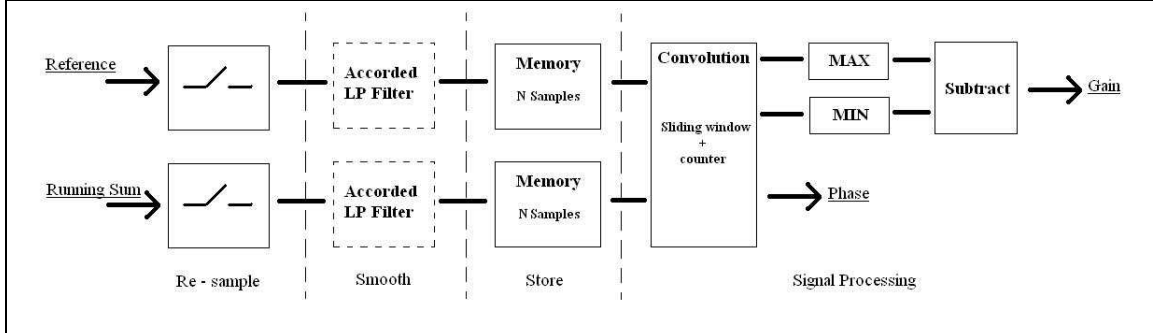 Reference
Accorded
LP Filter
Memory
N Samples
Convolution
Sliding window
+
counter
MAX
MIN
Subtract
Gain
Running Sum
Accorded
LP Filter
Memory
N Samples
Phase
Re - sample
Smooth
Store
Signal Processing